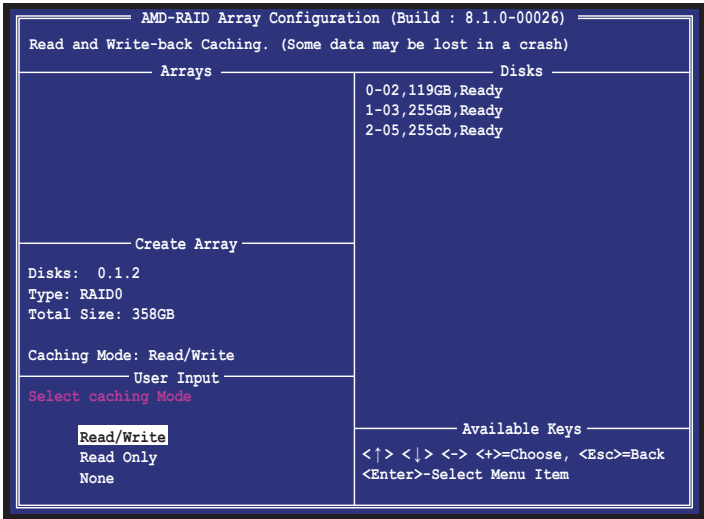 AMD-RAID Array Configuration (Build : 8.1.0-00026)
Read and Write-back Caching. (Some data may be lost in a crash)
Arrays
Create Array
Disks:  0.1.2
Type: RAID0
Total Size: 358GB
Caching Mode: Read/Write
User Input
Select caching Mode
Read/Write
Read Only
None
Disks
0-02,119GB,Ready
1-03,255GB,Ready
2-05,255cb,Ready
Available Keys
<↑> <↓> <-> <+>=Choose, <Esc>=Back
<Enter>-Select Menu Item